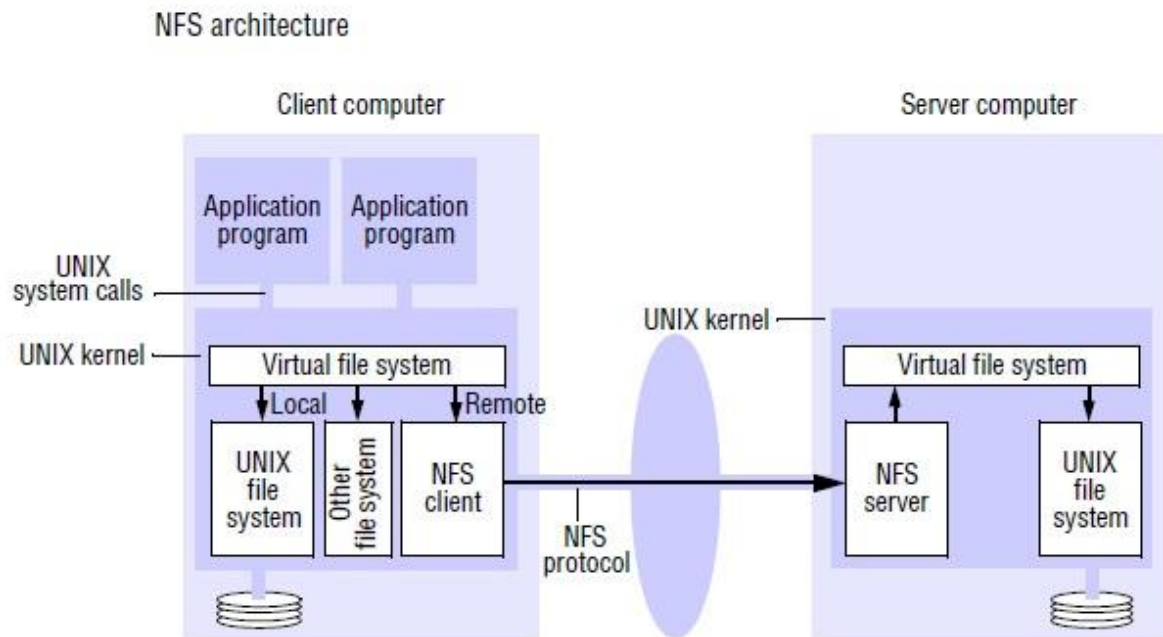 NFS architecture
Client computer
Server computer
Application
program
Application
program
UNIX
system calls
UNIX kernel
UNIX kernel
Virtual file system
Virtual file system
Local
Remote
UNIX
file
system
Other
file system
NFS
client
NFS
server
UNIX
file
system
NFS
protocol